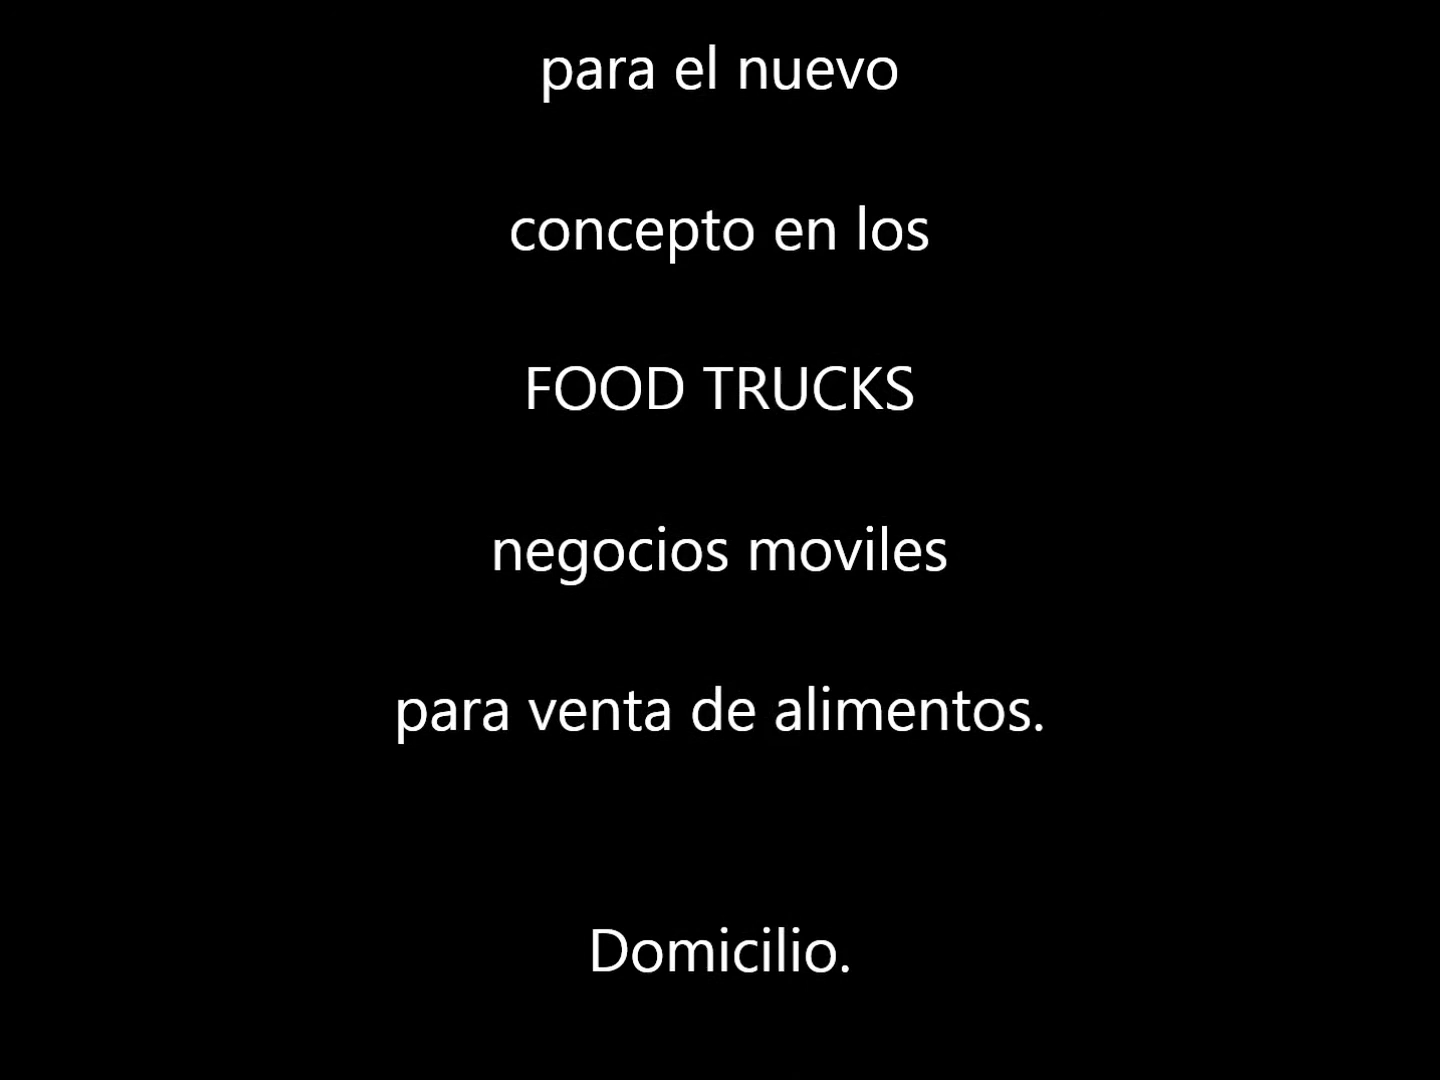 para el nuevo
concepto en los
FOOD TRUCKS
negocios moviles
para venta de alimentos.
Domicilio.